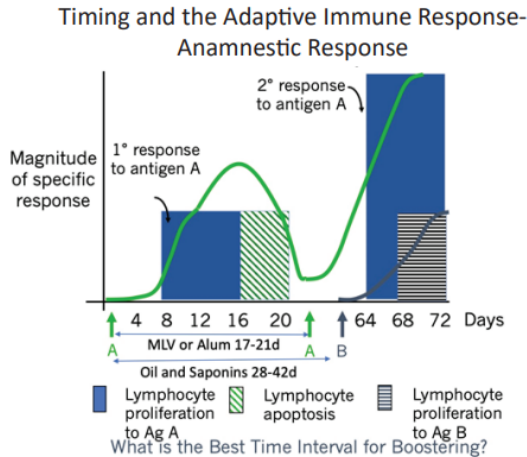 Timing and the Adaptive Immune Response-
Anamnestic Response
2° response
to antigen A
1° response
to antigen A
Magnitude
of specific
response
4 8 12 16 20 64 68 72 Days
A A B
MLV or Alum 17-21d
Oil and Saponins 28-42d
Lymphocyte
proliferation
to Ag A
Lymphocyte
apoptosis
Lymphocyte
proliferation
to Ag B
What is the Best Time Interval for Boostering?